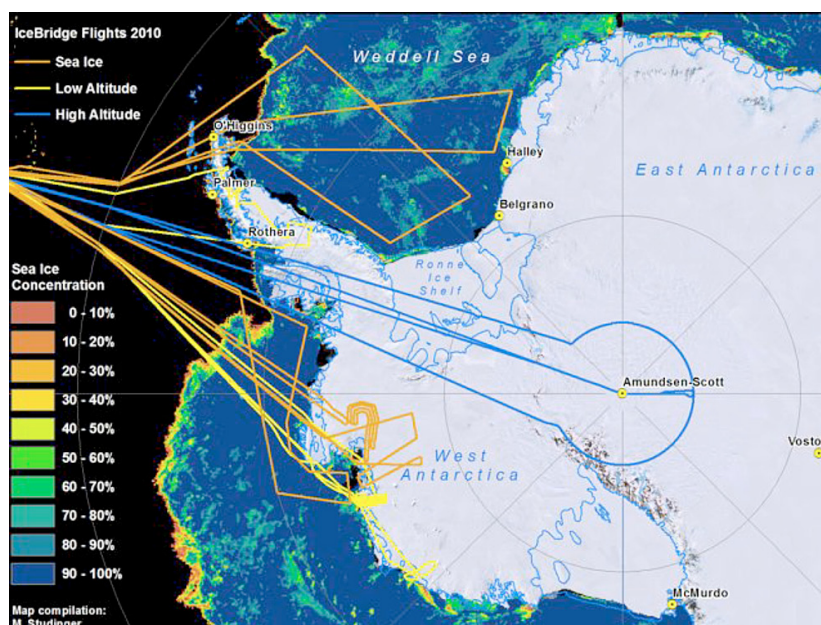 IceBridge Flights 2010
Sea Ice
Low Altitude
High Altitude
Weddell Sea
O'Higgins
Palmer
Rothera
Halley
Belgrano
East Antarctica
Ronne
Ice
Shelf
Amundsen-Scott
Vosto
West
Antarctica
McMurdo
Sea Ice
Concentration
0 - 10%
10 - 20%
20 - 30%
30 - 40%
40 - 50%
50 - 60%
60 - 70%
70 - 80%
80 - 90%
90 - 100%
Map compilation:
M. Studinger